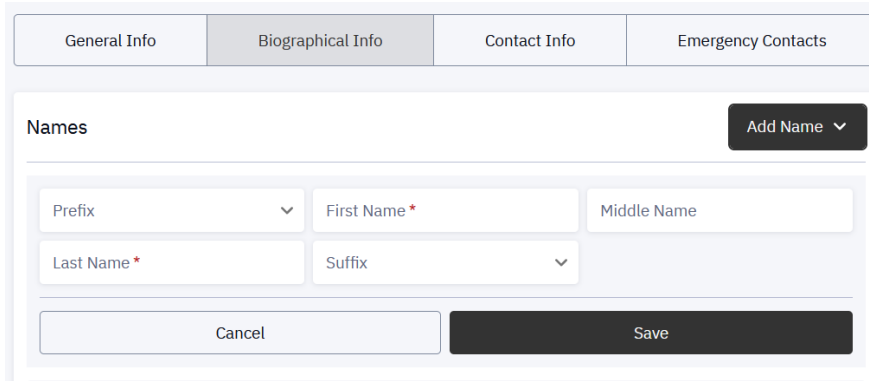 General Info Biographical Info Contact Info Emergency Contacts
Names Add Name
Prefix First Name * Middle Name
Last Name * Suffix
Cancel Save